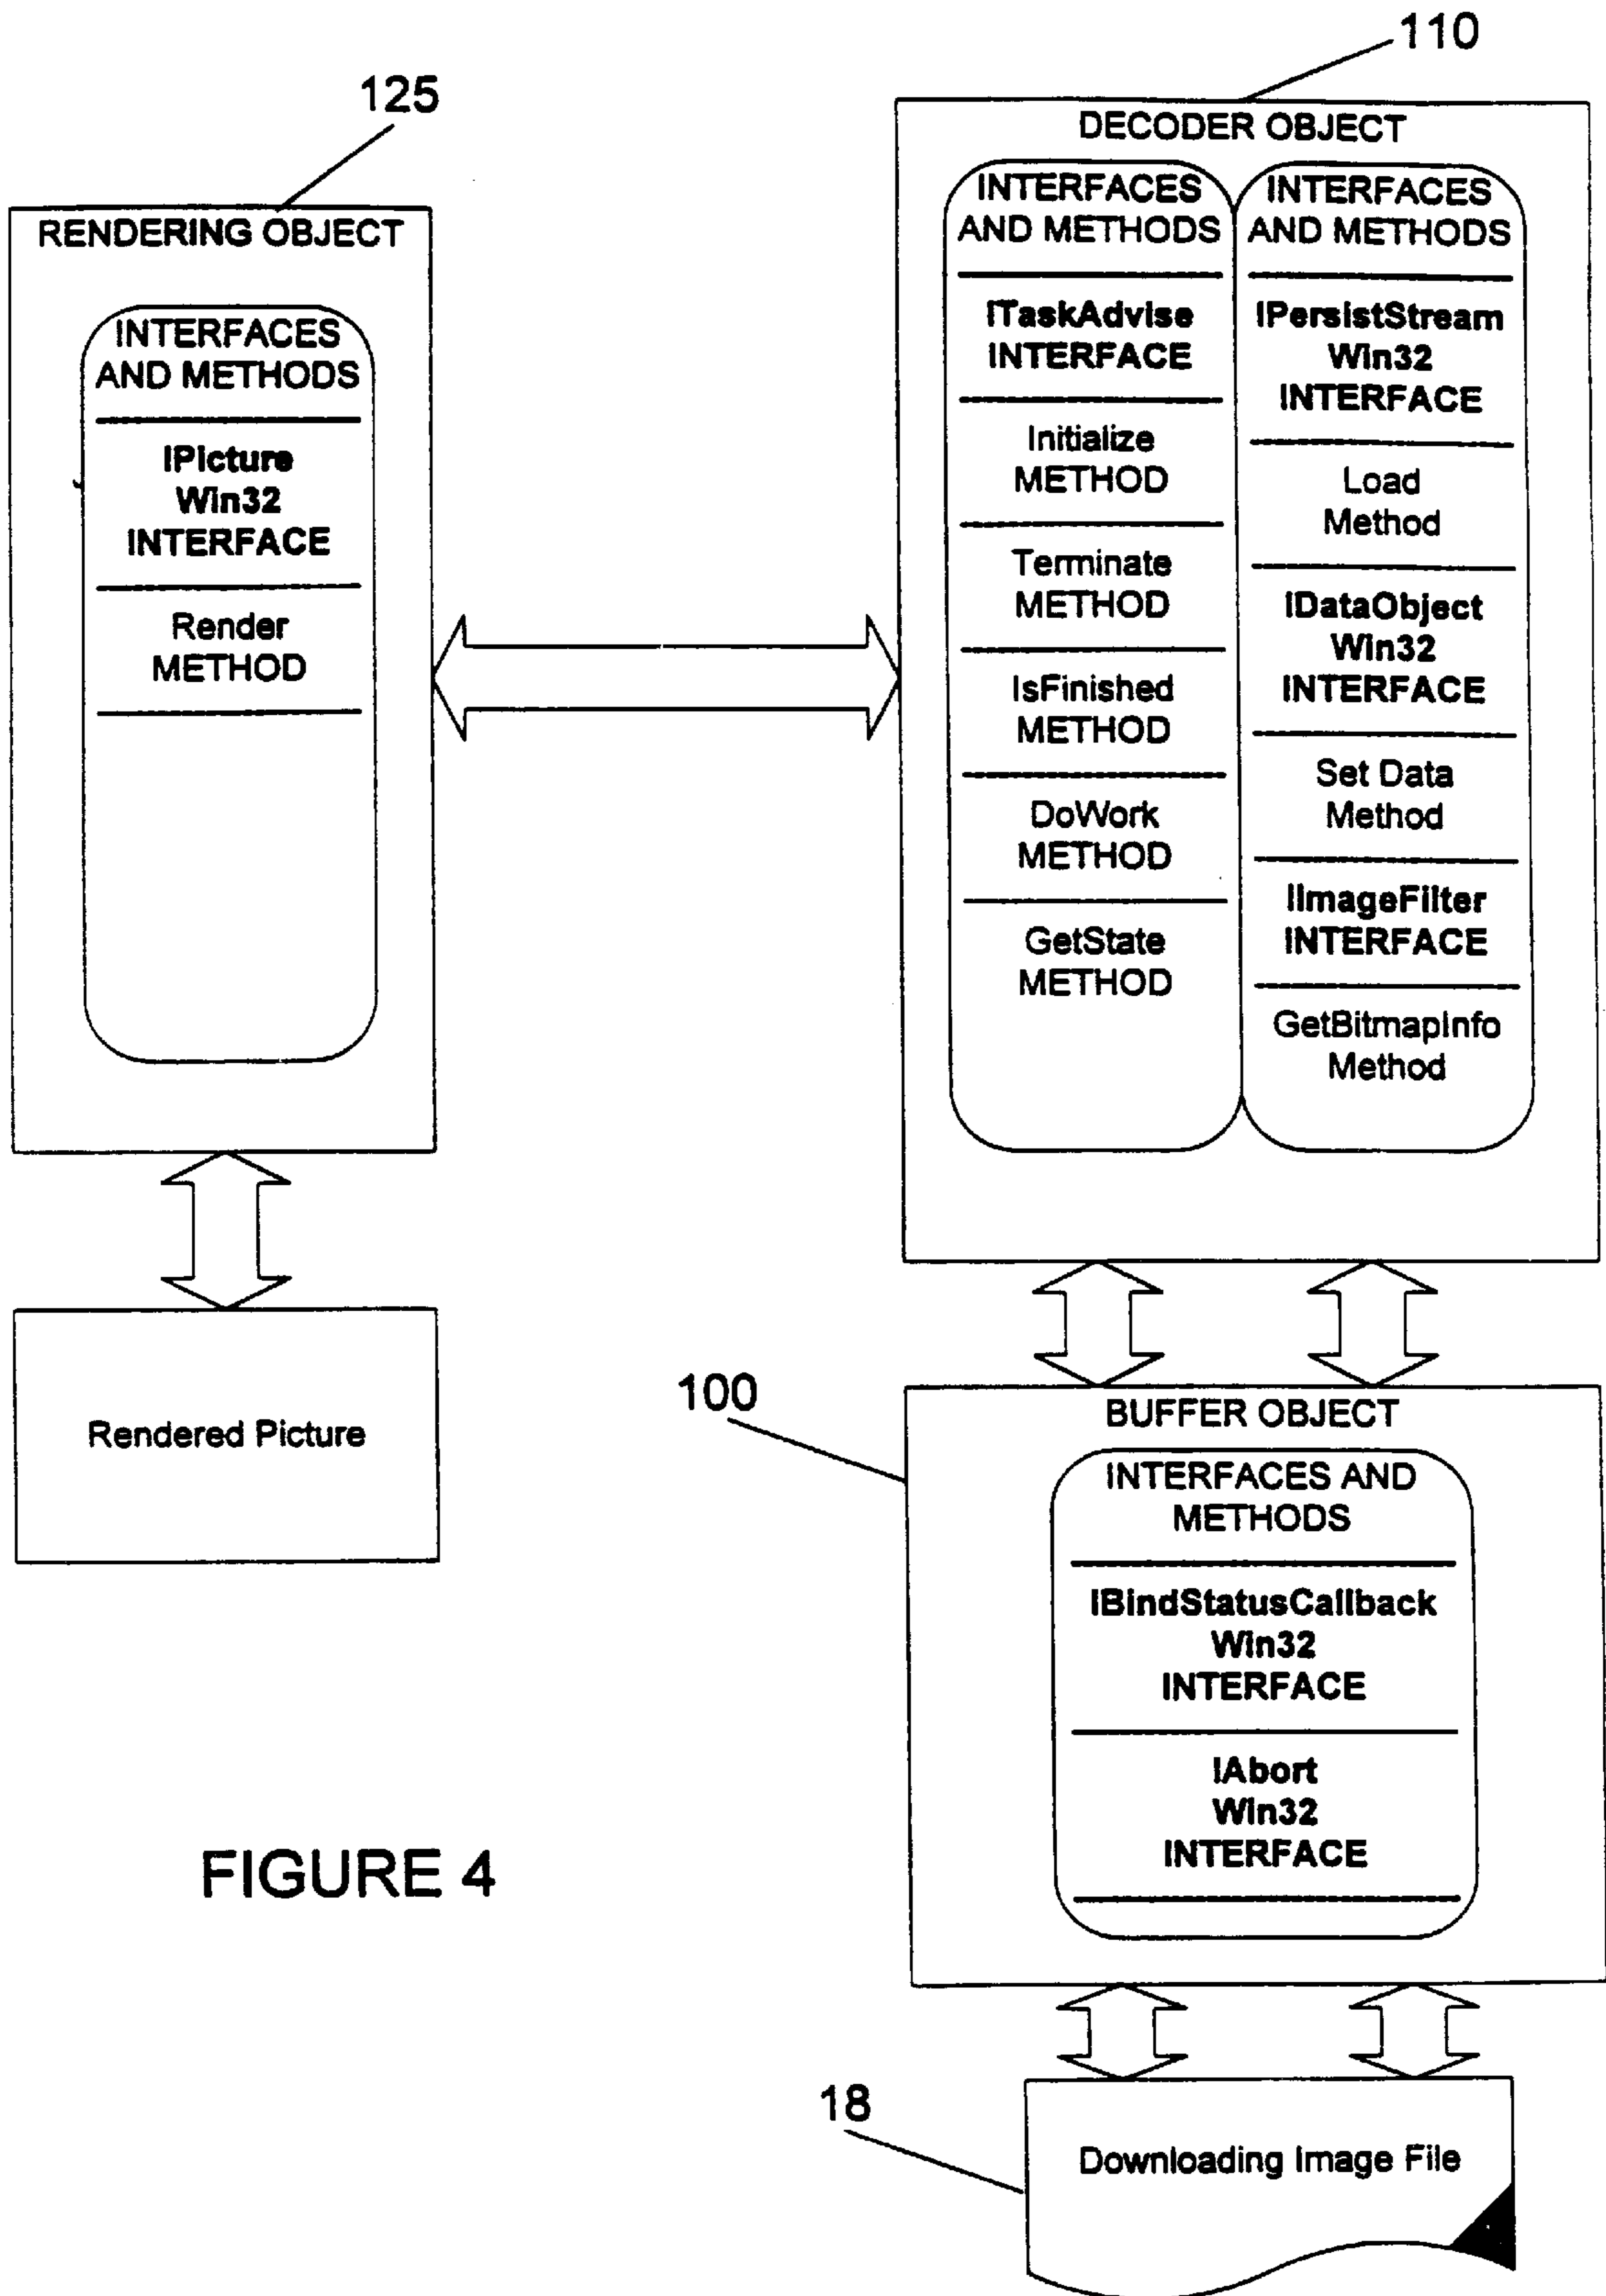 110
125
DECODER OBJECT
INTERFACES
AND METHODS
ITaskAdvise
INTERFACE
Initialize
METHOD
Terminate
METHOD
IsFinished
METHOD
DoWork
METHOD
GetState
METHOD
INTERFACES
AND METHODS
IPersistStream
Win32
INTERFACE
Load
Method
IDataObject
Win32
INTERFACE
Set Data
Method
IImageFilter
INTERFACE
GetBitmapInfo
Method
RENDERING OBJECT
INTERFACES
AND METHODS
IPicture
Win32
INTERFACE
Render
METHOD
Rendered Picture
100
BUFFER OBJECT
INTERFACES AND
METHODS
IBindStatusCallback
Win32
INTERFACE
IAbort
Win32
INTERFACE
FIGURE 4
18
Downloading Image File